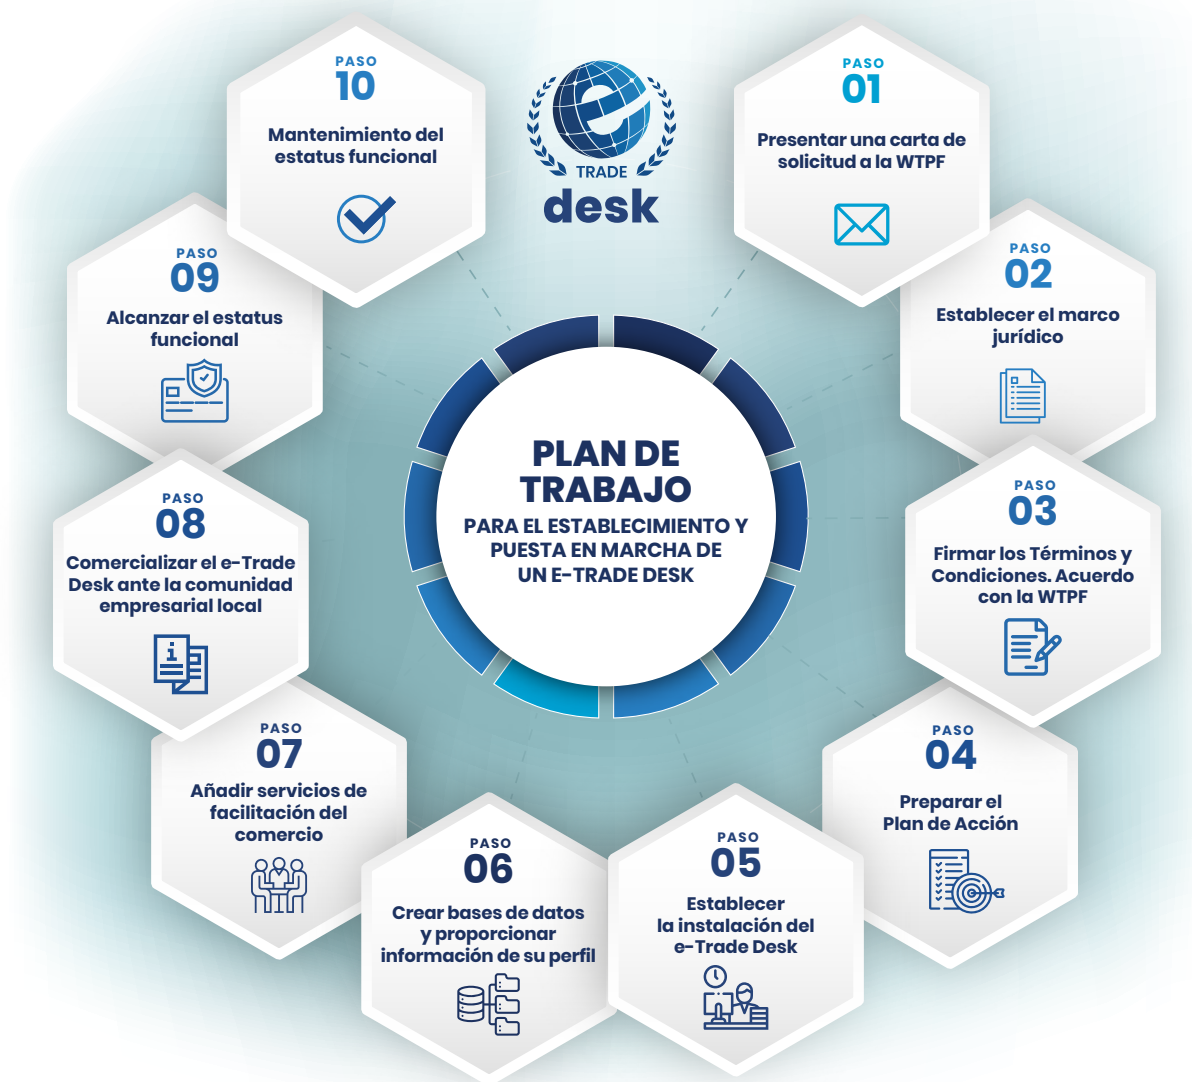 TRADE
desk
PLAN DE
TRABAJO
PARA EL ESTABLECIMIENTO Y
PUESTA EN MARCHA DE
UN E-TRADE DESK
PASO
01
Presentar una carta de
solicitud a la WTPF
PASO
02
Establecer el marco
jurídico
PASO
03
Firmar los Términos y
Condiciones. Acuerdo
con la WTPF
PASO
04
Preparar el
Plan de Acción
PASO
05
Establecer
la instalación del
e-Trade Desk
PASO
06
Crear bases de datos
y proporcionar
información de su perfil
PASO
07
Añadir servicios de
facilitación del
comercio
PASO
08
Comercializar el e-Trade
Desk ante la comunidad
empresarial local
PASO
09
Alcanzar el estatus
funcional
PASO
10
Mantenimiento del
estatus funcional